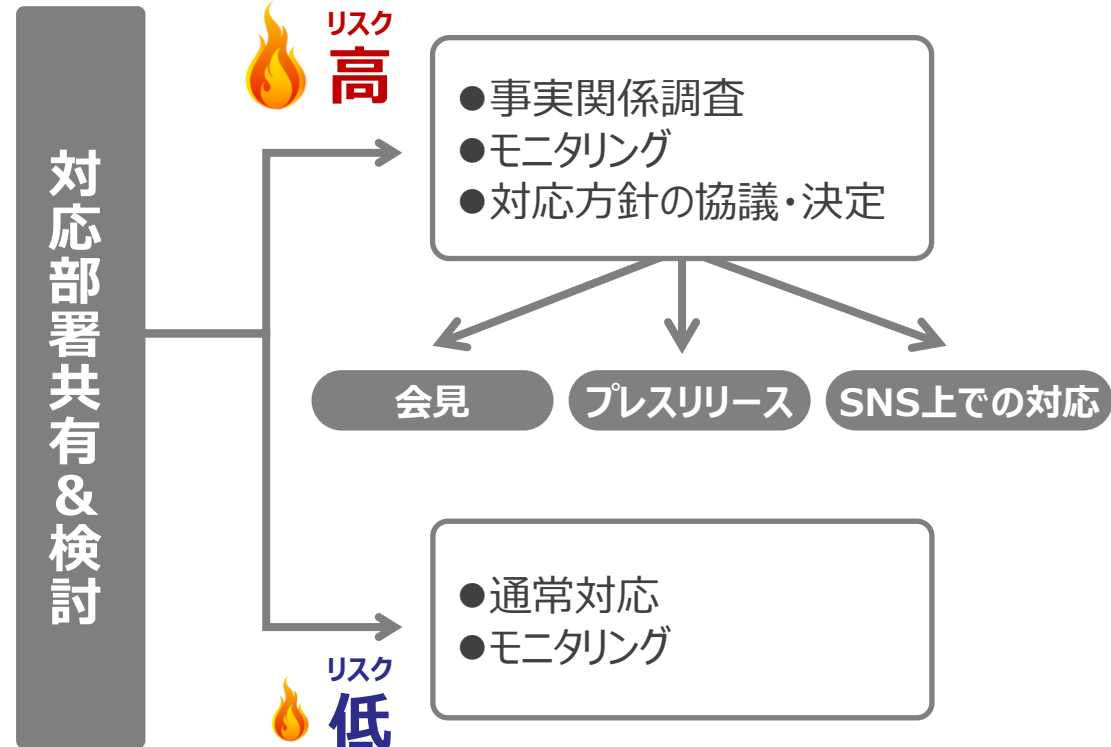 対応部署共有&検討
リスク
高
●事実関係調査
●モニタリング
●対応方針の協議・決定
会見
プレスリリース
SNS上での対応
●通常対応
●モニタリング
リスク
低